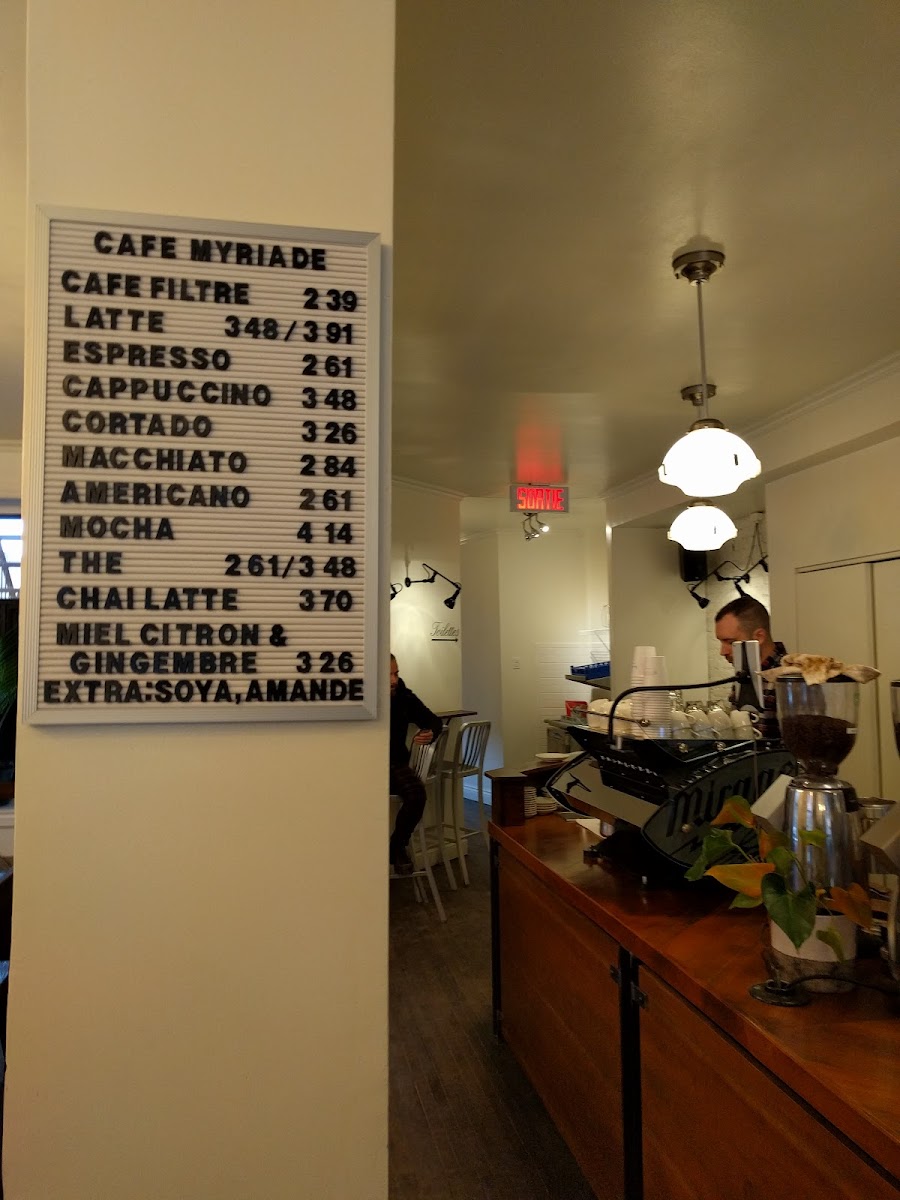 CAFE MYRIADE
CAFE FILTRE 2 39
LATTE 3 48 / 3 91
ESPRESSO 2 61
CAPPUCCINO 3 48
CORTADO 3 26
MACCHIATO 2 84
AMERICANO 2 61
MOCHA 4 14
THE 2 61/3 48
CHAI LATTE 3 70
MIEL CITRON &
GINGEMBRE 3 26
EXTRA:SOYA,AMANDE
SORTIE
Toilettes